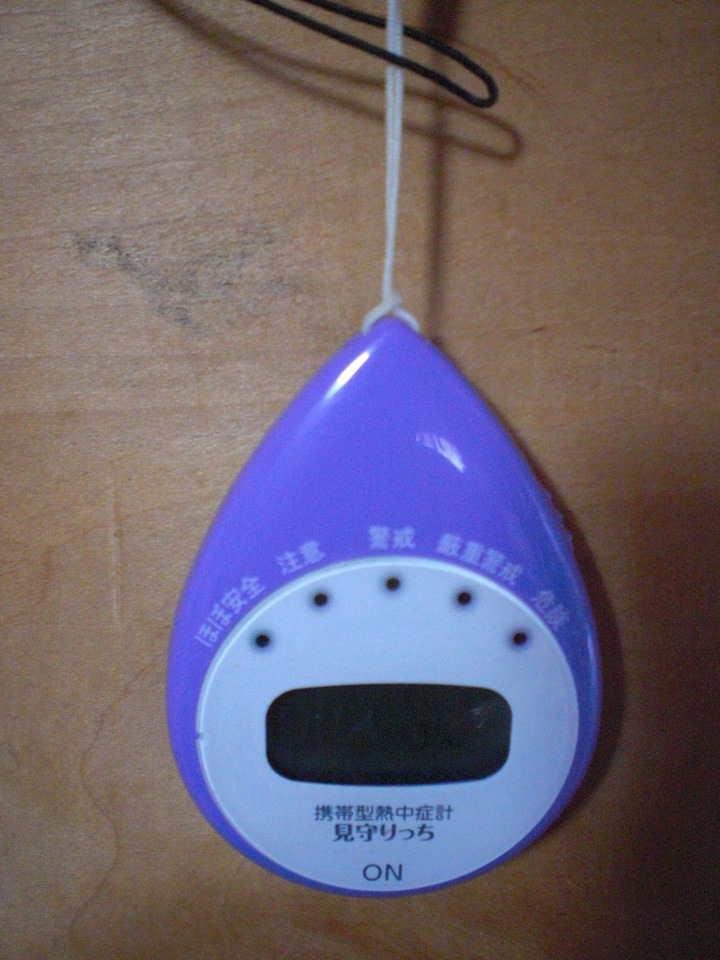 ほぼ安全
注意
警戒
厳重警戒
危険
携帯型熱中症計
見守りっち
ON